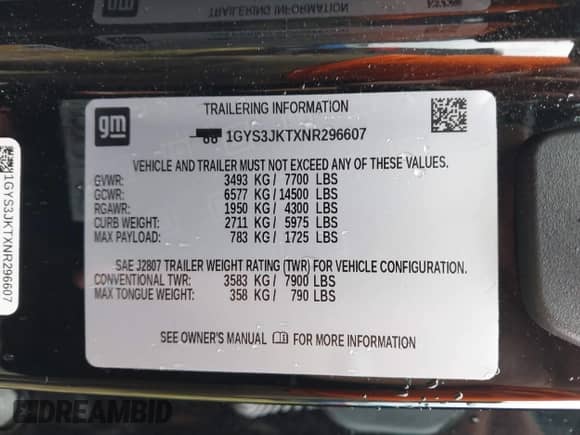 TRAILERING INFORMATION
gm
TRAILERING INFORMATION
1GYS3JKTXNR296607
VEHICLE AND TRAILER MUST NOT EXCEED ANY OF THESE VALUES.
GVWR: 3493 KG / 7700 LBS
GCWR: 6577 KG / 14500 LBS
RGAWR: 1950 KG / 4300 LBS
CURB WEIGHT: 2711 KG / 5975 LBS
MAX PAYLOAD: 783 KG / 1725 LBS
SAE J2807 TRAILER WEIGHT RATING (TWR) FOR VEHICLE CONFIGURATION.
CONVENTIONAL TWR: 3583 KG / 7900 LBS
MAX TONGUE WEIGHT: 358 KG / 790 LBS
SEE OWNER'S MANUAL FOR MORE INFORMATION
1GYS3JKTXNR296607
DREAMBID